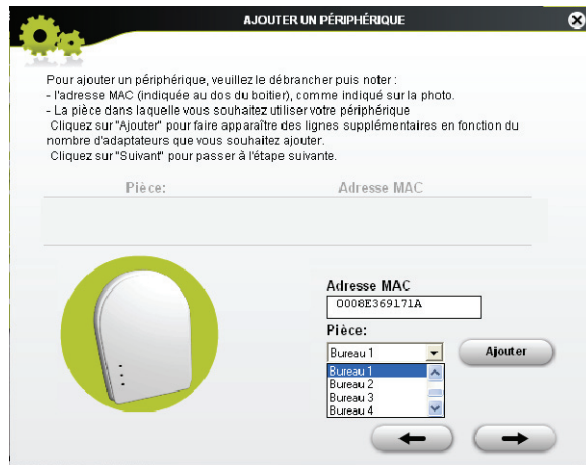 AJOUTER UN PÉRIPHÉRIQUE
Pour ajouter un périphérique, veuillez le débrancher puis noter :
- l'adresse MAC (indiquée au dos du boitier), comme indiqué sur la photo.
- La pièce dans laquelle vous souhaitez utiliser votre périphérique
Cliquez sur "Ajouter" pour faire apparaître des lignes supplémentaires en fonction du
nombre d'adaptateurs que vous souhaitez ajouter.
Cliquez sur "Suivant" pour passer à l'étape suivante.
Pièce: Adresse MAC
Adresse MAC
0008E369171A
Pièce:
Bureau 1 Ajouter
Bureau 1
Bureau 2
Bureau 3
Bureau 4